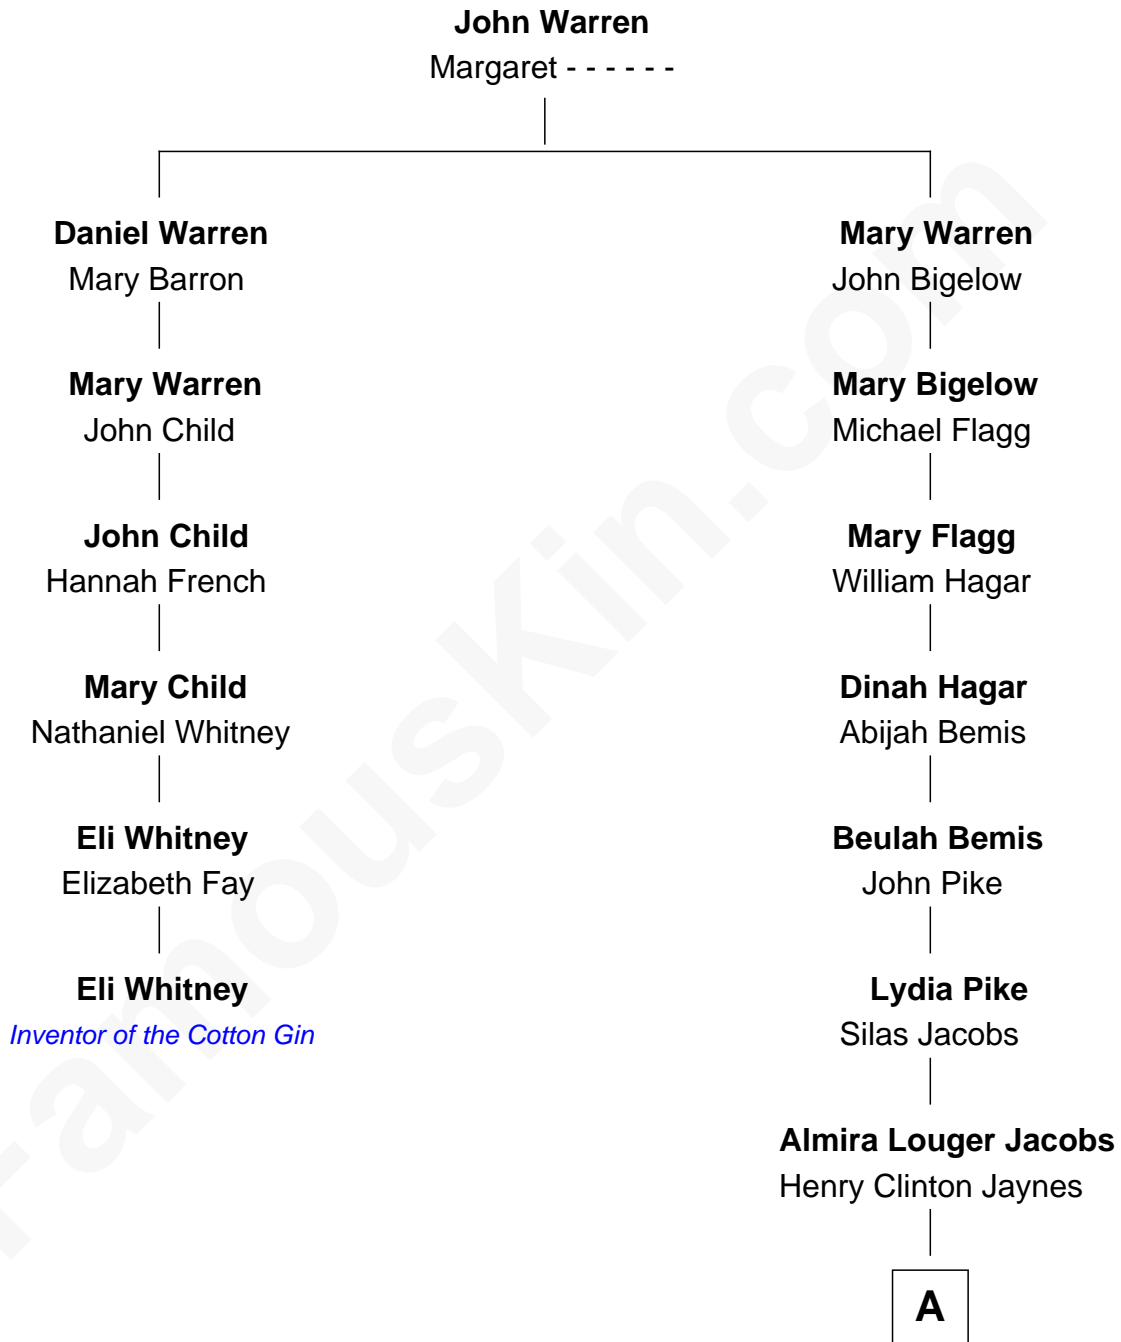 John Warren
Margaret - - - - - -
Daniel Warren
Mary Barron
Mary Warren
John Bigelow
Mary Warren
John Child
Mary Bigelow
Michael Flagg
John Child
Hannah French
Mary Flagg
William Hagar
Mary Child
Nathaniel Whitney
Dinah Hagar
Abijah Bemis
Eli Whitney
Elizabeth Fay
Beulah Bemis
John Pike
Eli Whitney
Inventor of the Cotton Gin
Lydia Pike
Silas Jacobs
Almira Louger Jacobs
Henry Clinton Jaynes
A
FamousKin.com